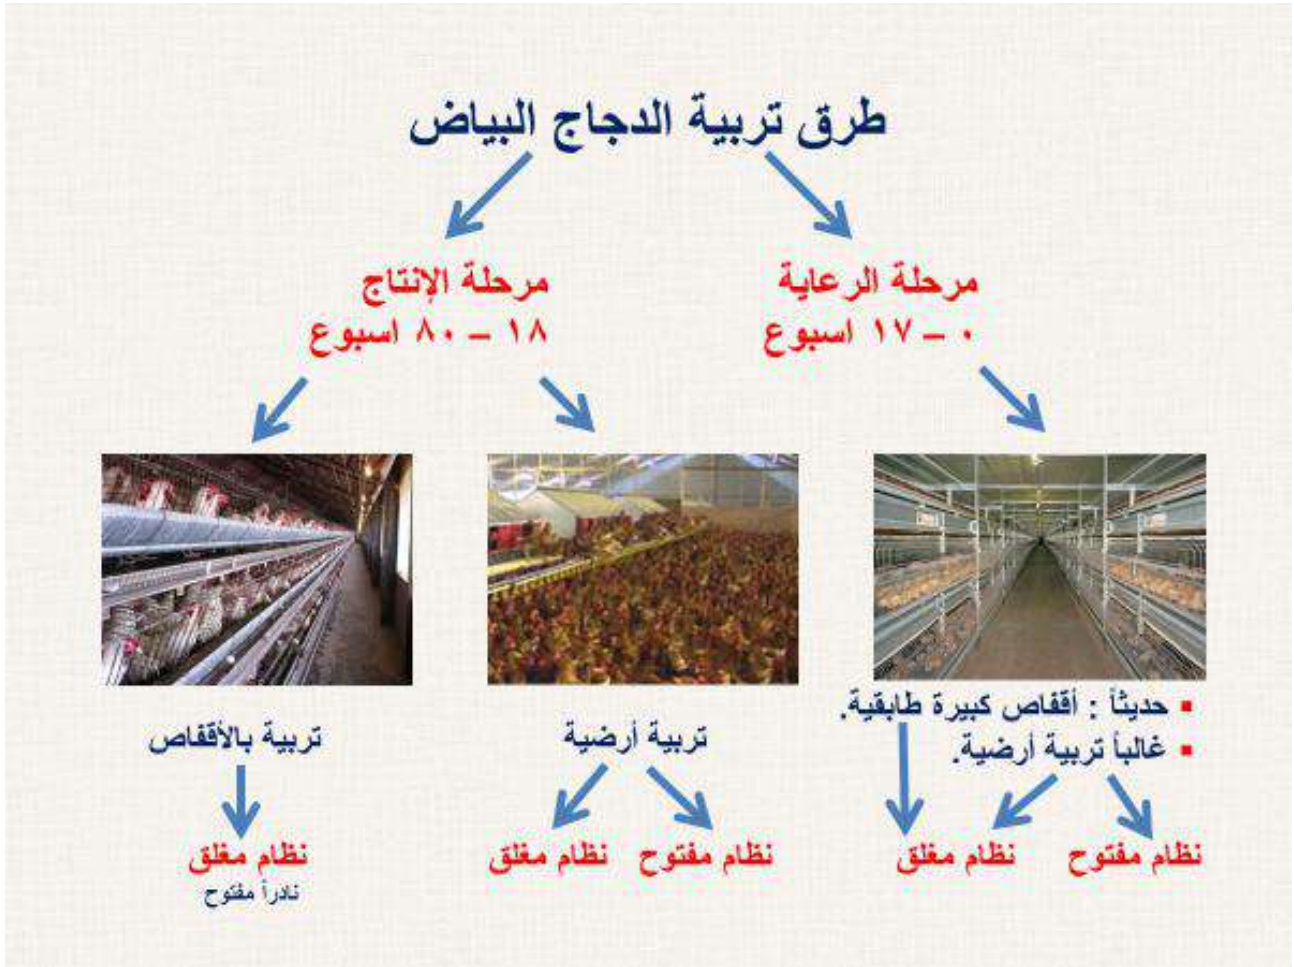 طرق تربية الدجاج البياض
مرحلة الرعاية
٠ – ١٧ اسبوع
مرحلة الإنتاج
١٨ – ٨٠ اسبوع
حديثاً : أقفاص كبيرة طابقية.
غالباً تربية أرضية.
نظام مفتوح
نظام مغلق
تربية أرضية
نظام مفتوح
نظام مغلق
تربية بالأقفاص
نظام مغلق
نادراً مفتوح